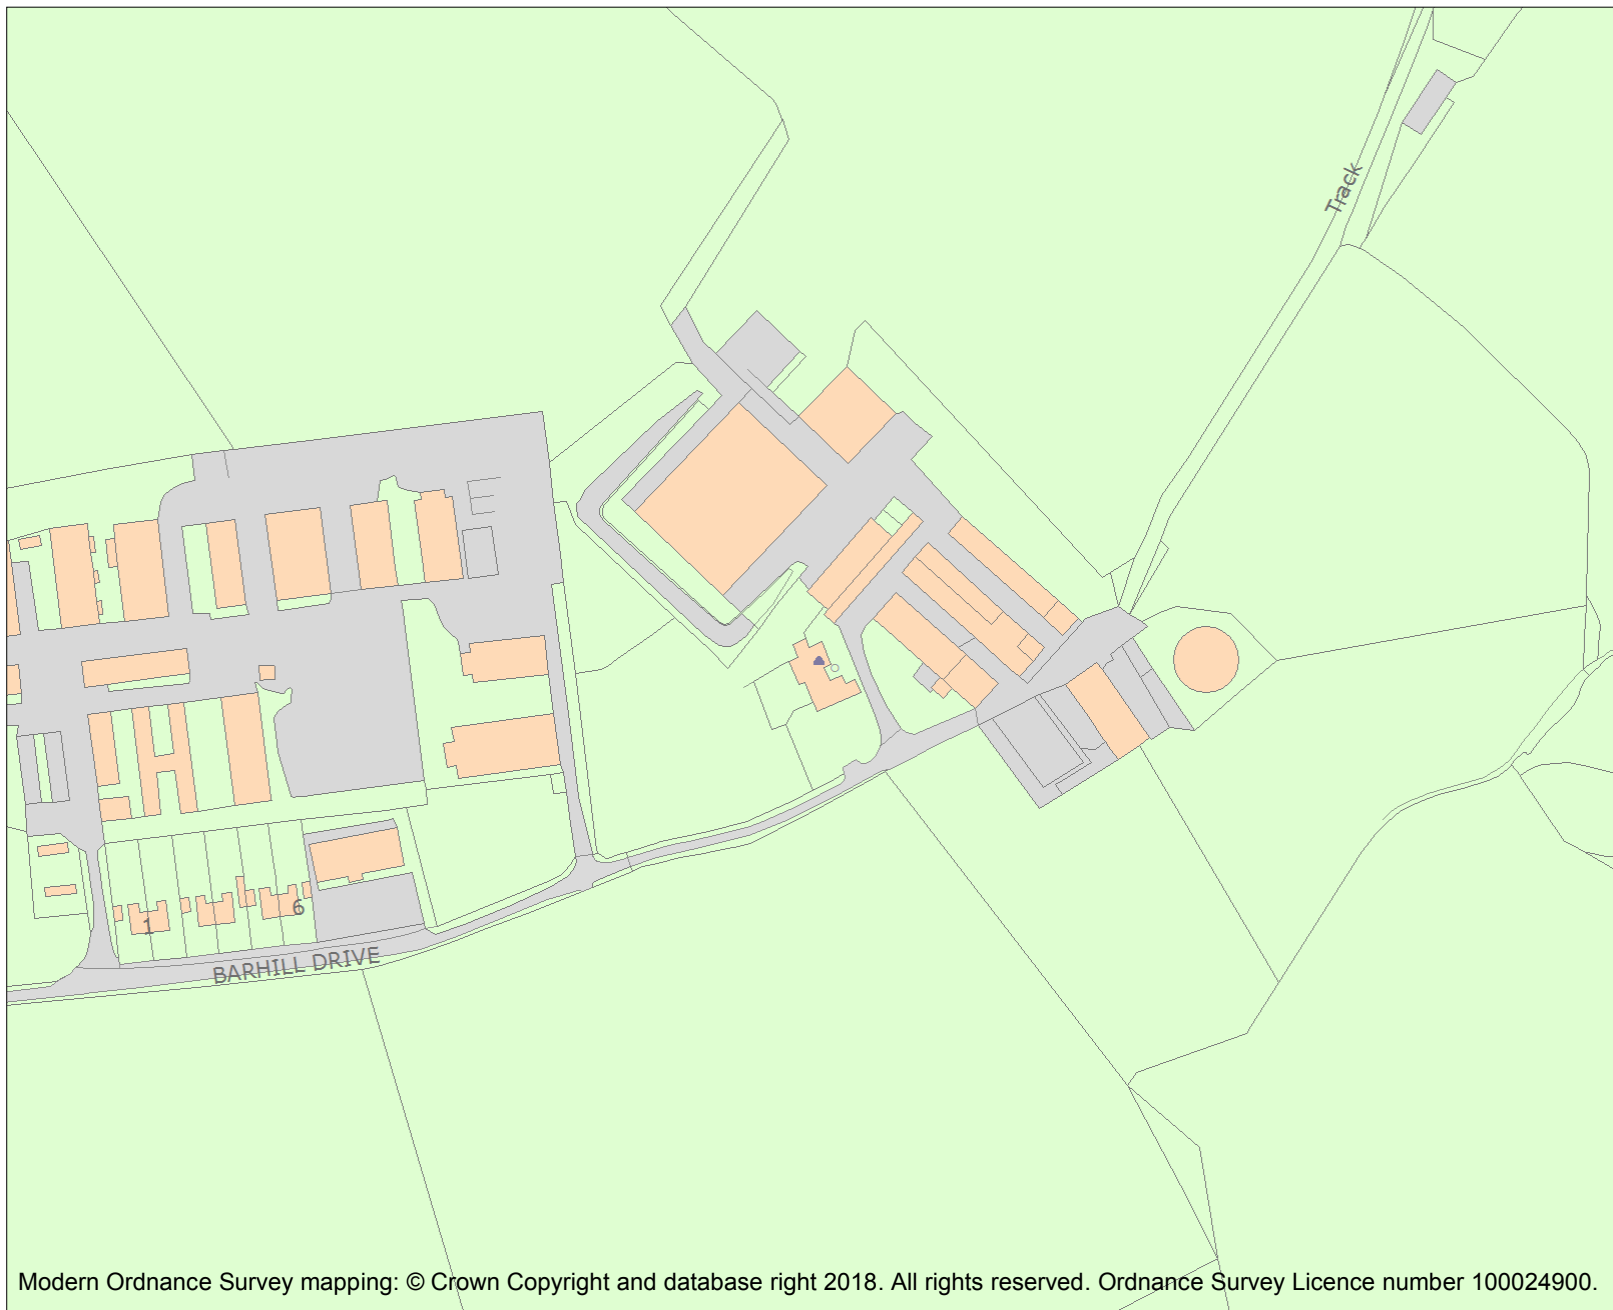 Track
6
1
BARHILL DRIVE
Modern Ordnance Survey mapping: © Crown Copyright and database right 2018. All rights reserved. Ordnance Survey Licence number 100024900.